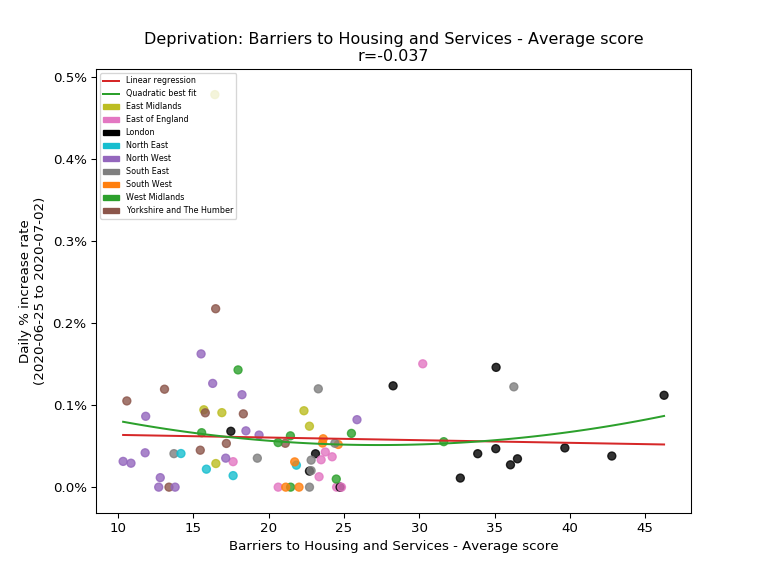 Deprivation: Barriers to Housing and Services - Average score
r=-0.037
0.5%
0.4%
0.3%
0.2%
0.1%
0.0%
Daily % increase rate
(2020-06-25 to 2020-07-02)
Linear regression
Quadratic best fit
East Midlands
East of England
London
North East
North West
South East
South West
West Midlands
Yorkshire and The Humber
10 15 20 25 30 35 40 45
Barriers to Housing and Services - Average score